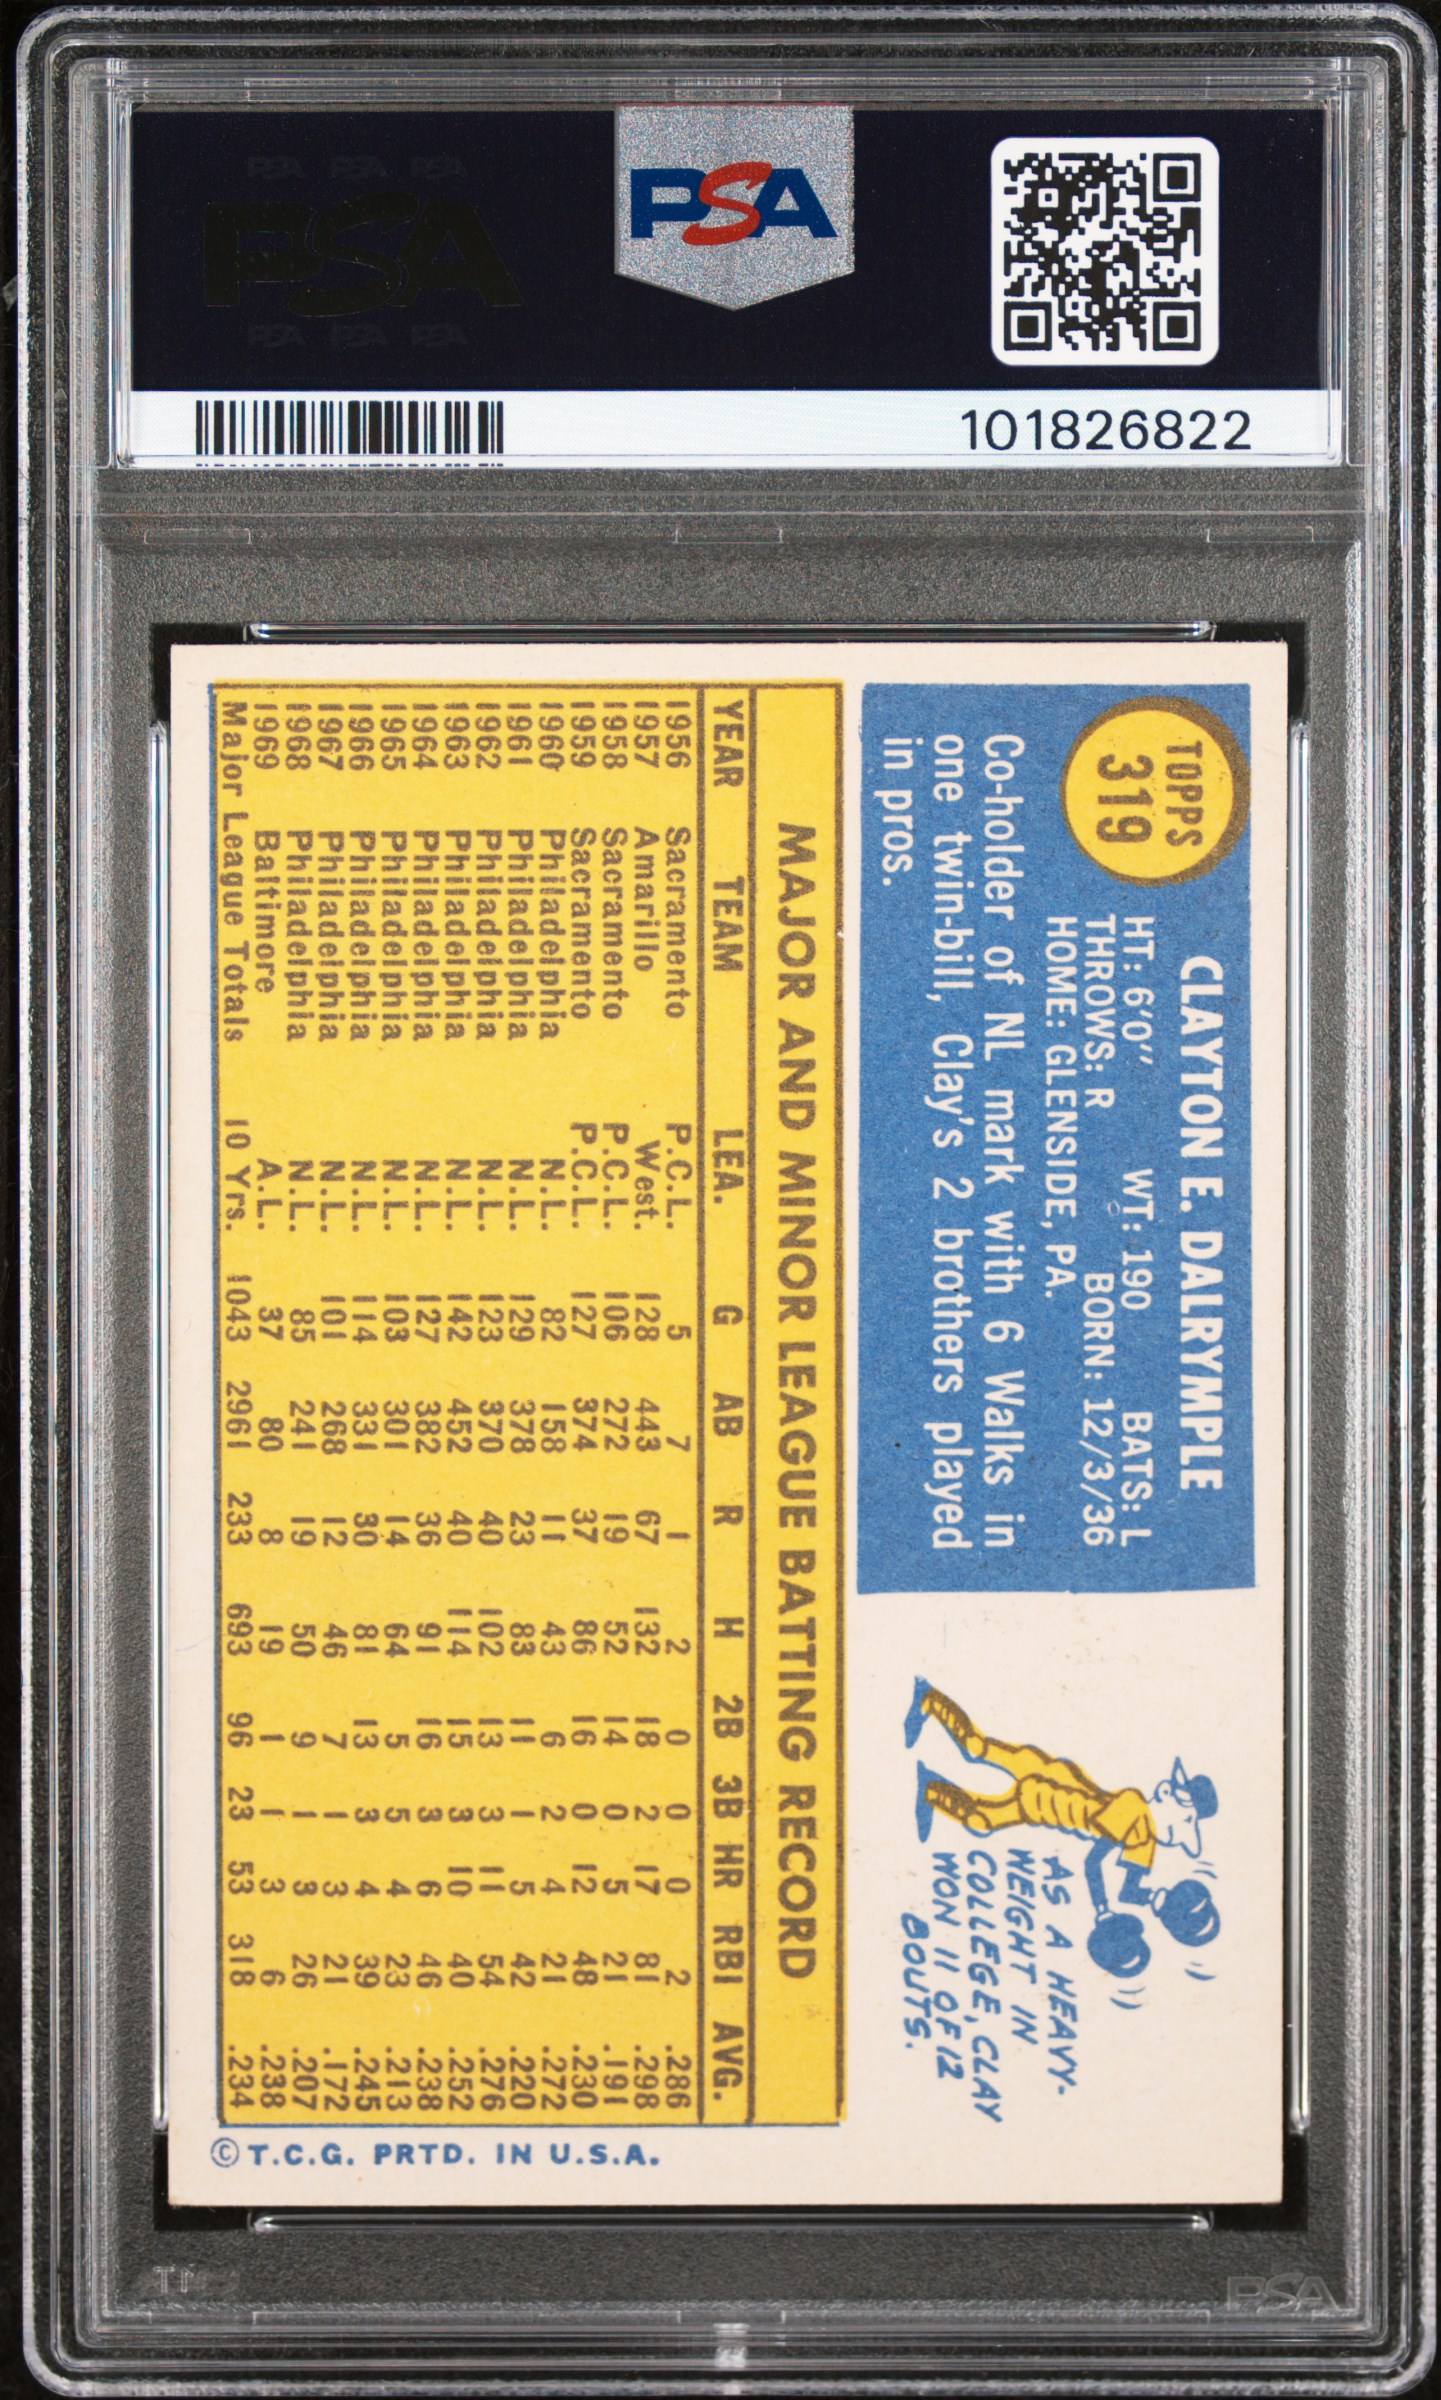 PSA PSA PSA
PSA
PSA PSA PSA
PSA
101826822
TOPPS
319
CLAYTON E. DALRYMPLE
HT: 6'0" WT: 190 BATS: L
THROWS: R BORN: 12/3/36
HOME: GLENSIDE, PA.
Co-holder of NL mark with 6 Walks in
one twin-bill, Clay's 2 brothers played
in pros.
AS A HEAVY-
WEIGHT IN
COLLEGE, CLAY
WON 11 OF 12
BOUTS.
MAJOR AND MINOR LEAGUE BATTING RECORD
YEAR TEAM LEA. G AB R H 2B 3B HR RBI AVG.
1956 Sacramento P.C.L. 5 7 1 2 0 0 0 2 .286
1957 Amarillo West. 128 443 67 132 18 2 17 81 .298
1958 Sacramento P.C.L. 106 272 19 52 14 0 5 21 .191
1959 Sacramento P.C.L. 127 374 37 86 16 0 12 48 .230
1960 Philadelphia N.L. 82 158 11 43 6 2 4 21 .272
1961 Philadelphia N.L. 129 378 23 83 11 1 5 42 .220
1962 Philadelphia N.L. 123 370 40 102 13 3 11 54 .276
1963 Philadelphia N.L. 142 452 40 114 15 3 10 40 .252
1964 Philadelphia N.L. 127 382 36 91 16 3 6 46 .238
1965 Philadelphia N.L. 103 301 14 64 5 5 4 23 .213
1966 Philadelphia N.L. 114 331 30 81 13 3 4 39 .245
1967 Philadelphia N.L. 101 268 12 46 7 1 3 21 .172
1968 Philadelphia N.L. 85 241 19 50 9 1 3 26 .207
1969 Baltimore A.L. 37 80 8 19 1 1 3 6 .238
Major League Totals 10 Yrs. 1043 2961 233 693 96 23 53 318 .234
© T.C.G. PRTD. IN U.S.A.
PSA